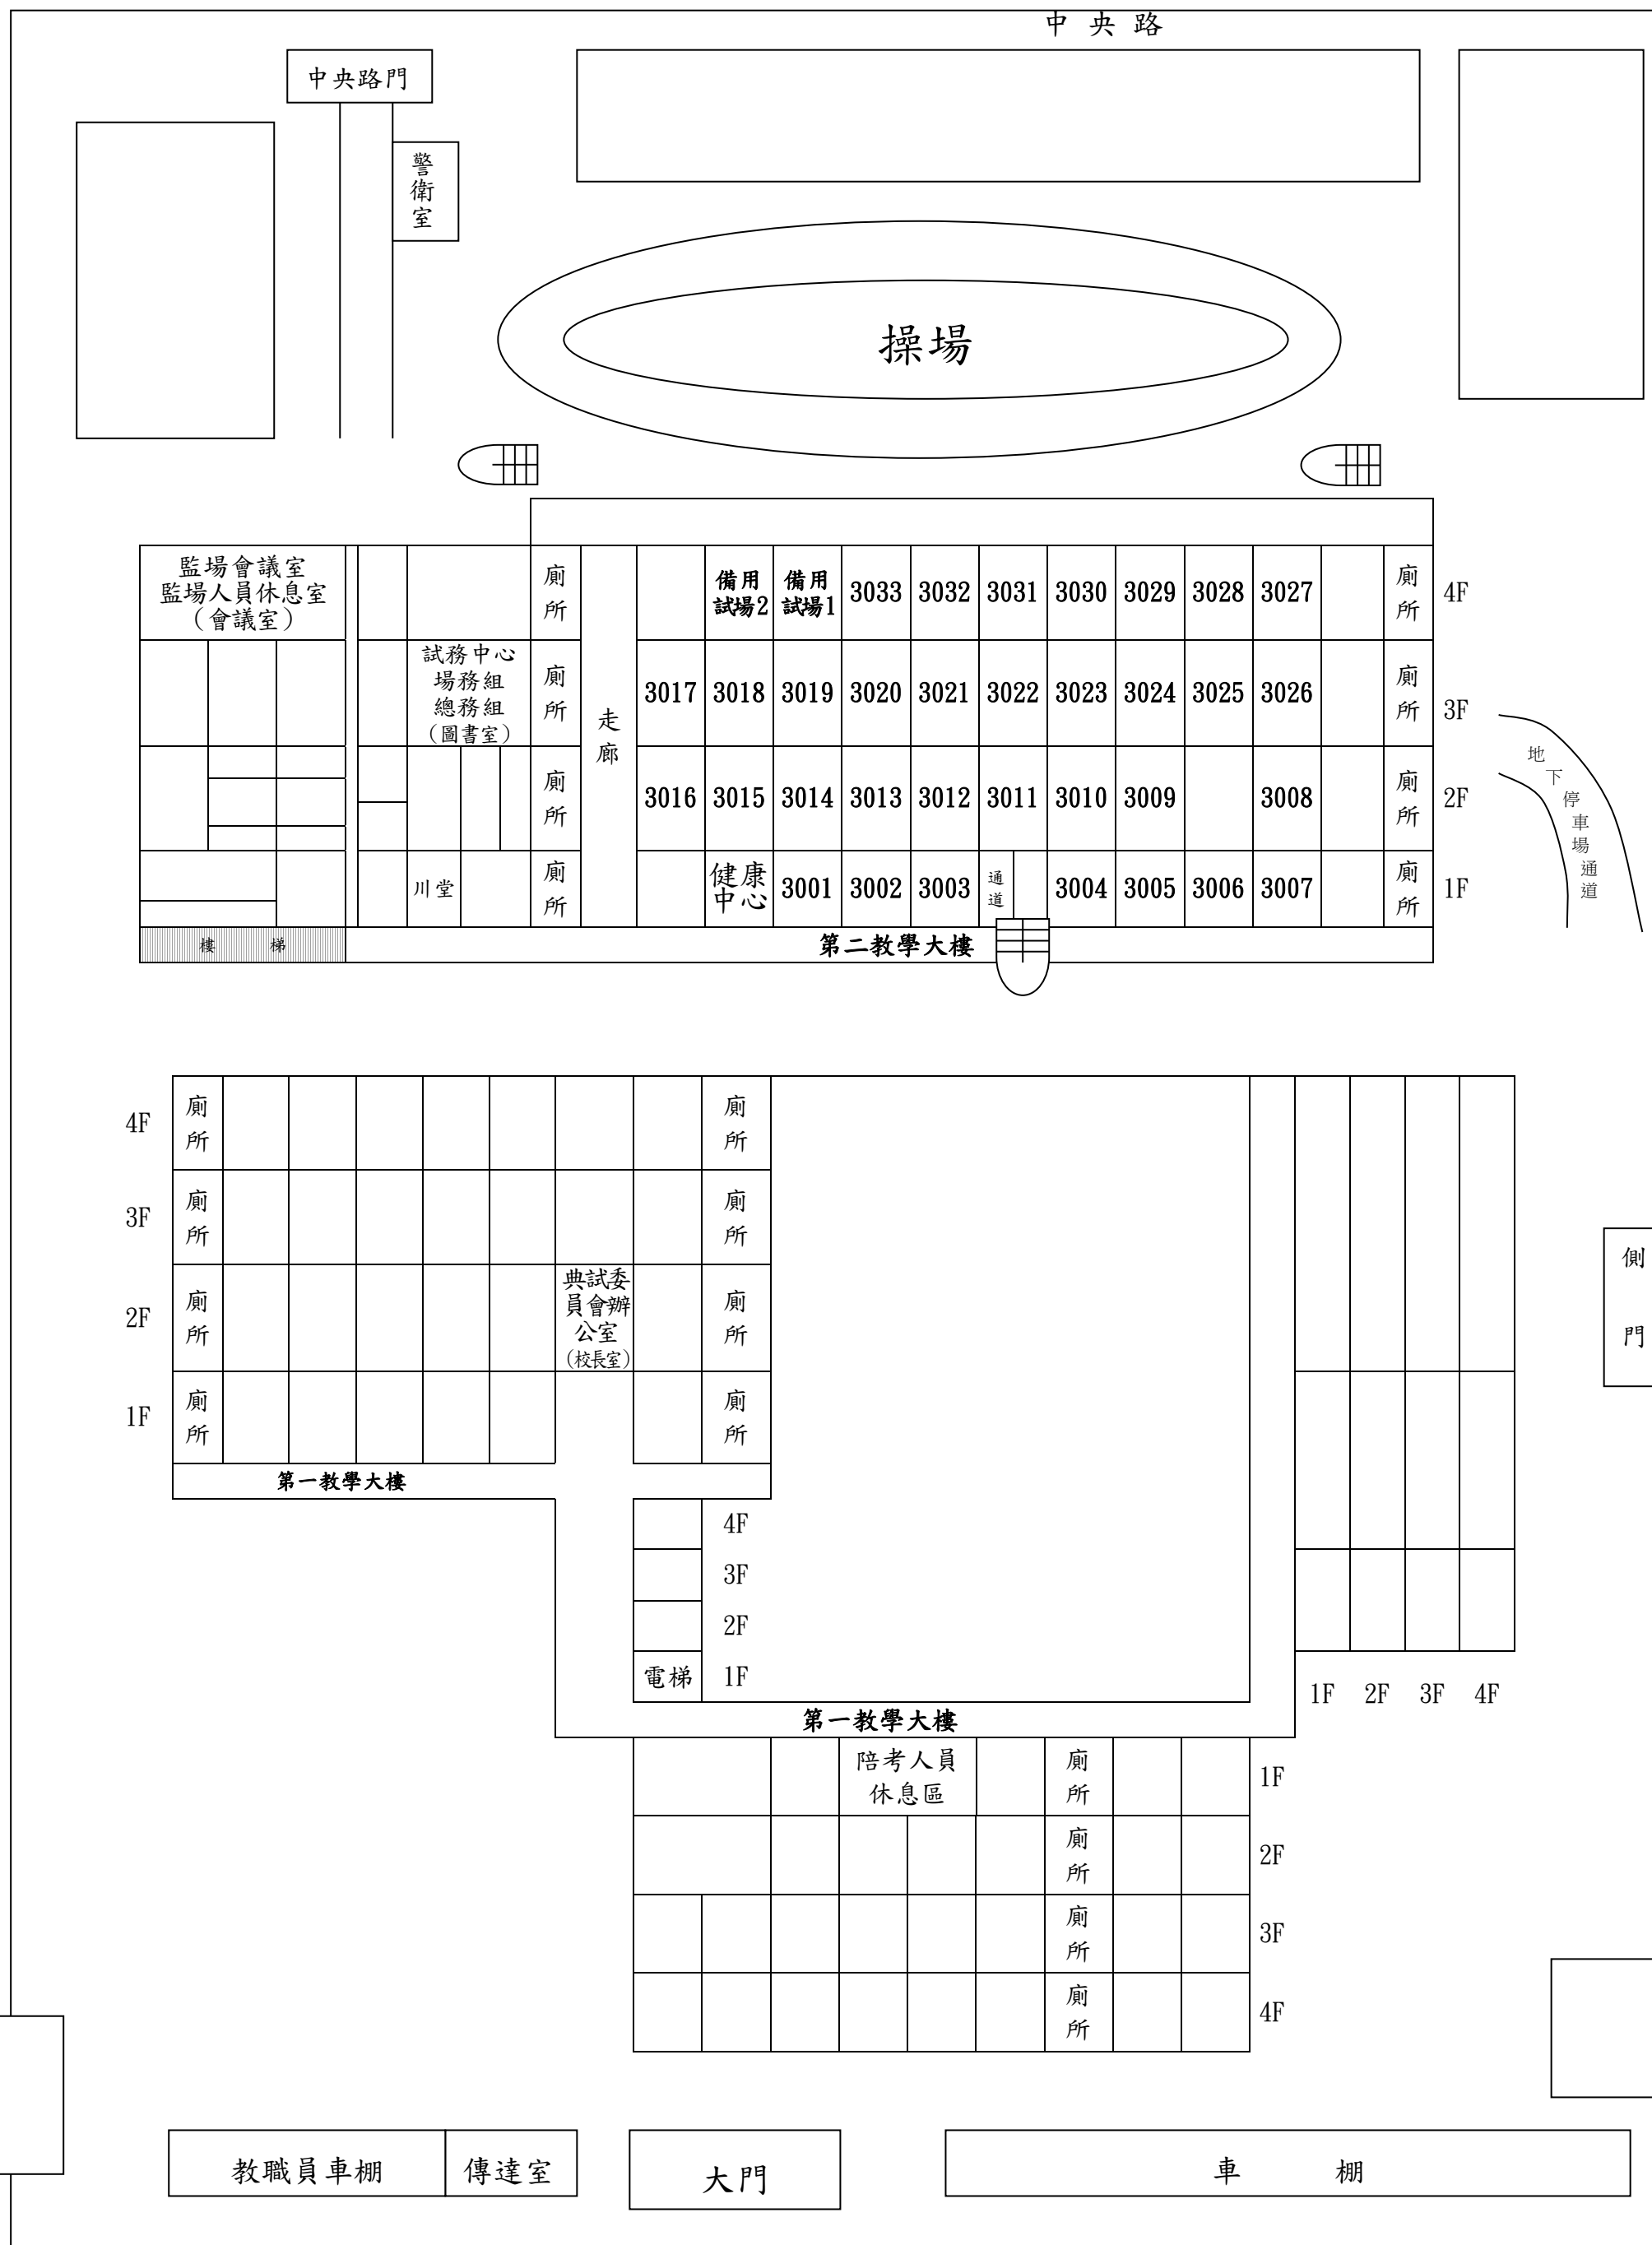 中 央 路
中央路門
警
衛
室
操場
監場會議室
監場人員休息室
（會議室）
廁
所
備用
試場2
備用
試場1
3033
3032
3031
3030
3029
3028
3027
廁
所
4F
試務中心
場務組
總務組
（圖書室）
廁
所
走
廊
3017
3018
3019
3020
3021
3022
3023
3024
3025
3026
廁
所
3F
廁
所
3016
3015
3014
3013
3012
3011
3010
3009
3008
廁
所
2F
川堂
廁
所
健康
中心
3001
3002
3003
通
道
3004
3005
3006
3007
廁
所
1F
地
下
停
車
場
通
道
樓 梯
第二教學大樓
4F
廁
所
廁
所
3F
廁
所
廁
所
2F
廁
所
典試委
員會辦
公室
（校長室）
廁
所
1F
廁
所
廁
所
第一教學大樓
側
門
4F
3F
2F
電梯
1F
1F 2F 3F 4F
第一教學大樓
陪考人員
休息區
廁
所
1F
廁
所
2F
廁
所
3F
廁
所
4F
教職員車棚
傳達室
大門
車 棚